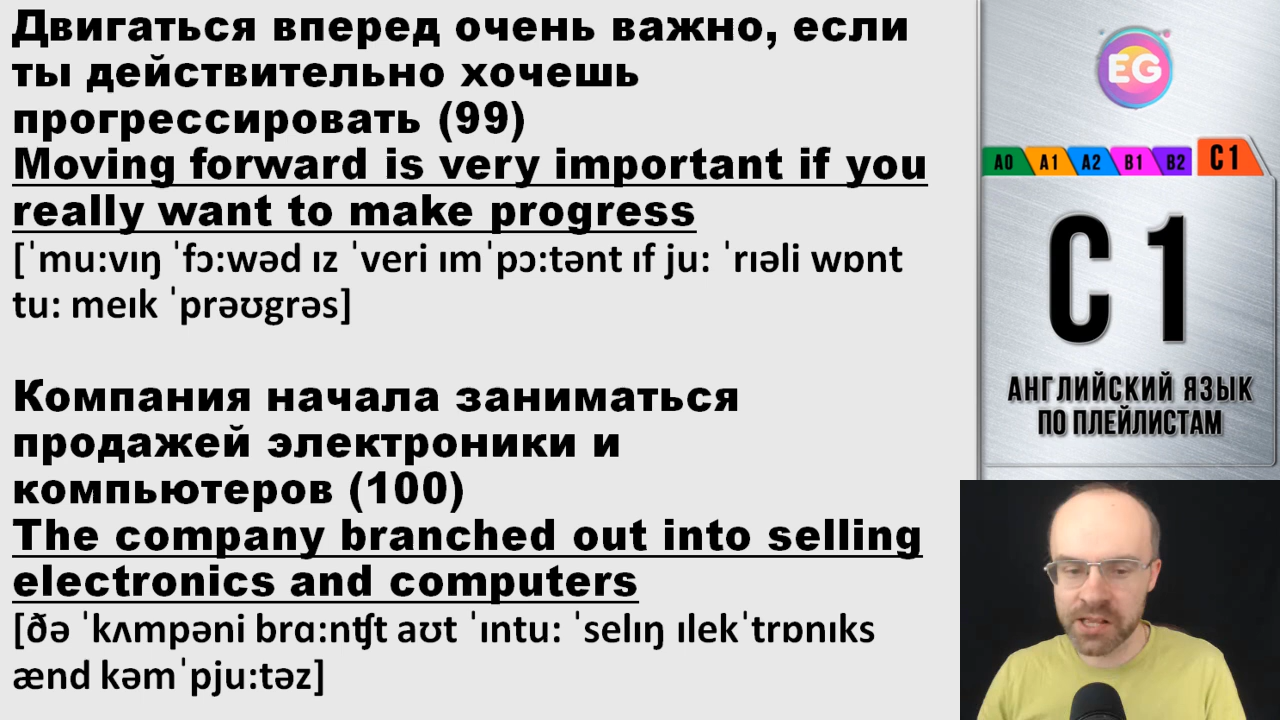 Двигаться вперед очень важно, если
ты действительно хочешь
прогрессировать (99)
Moving forward is very important if you
really want to make progress
[ˈmu:vɪŋ ˈfɔ:wəd ɪz ˈveri ɪmˈpɔ:tənt ɪf ju: ˈrɪəli wɒnt
tu: meɪk ˈprəʊgrəs]
Компания начала заниматься
продажей электроники и
компьютеров (100)
The company branched out into selling
electronics and computers
[ðə ˈkʌmpəni brɑ:nʧt aʊt ˈɪntu: ˈselɪŋ ɪlekˈtrɒnɪks
ænd kəmˈpju:təz]
EG
A0 A1 A2 B1 B2 C1
C1
АНГЛИЙСКИЙ ЯЗЫК
ПО ПЛЕЙЛИСТАМ